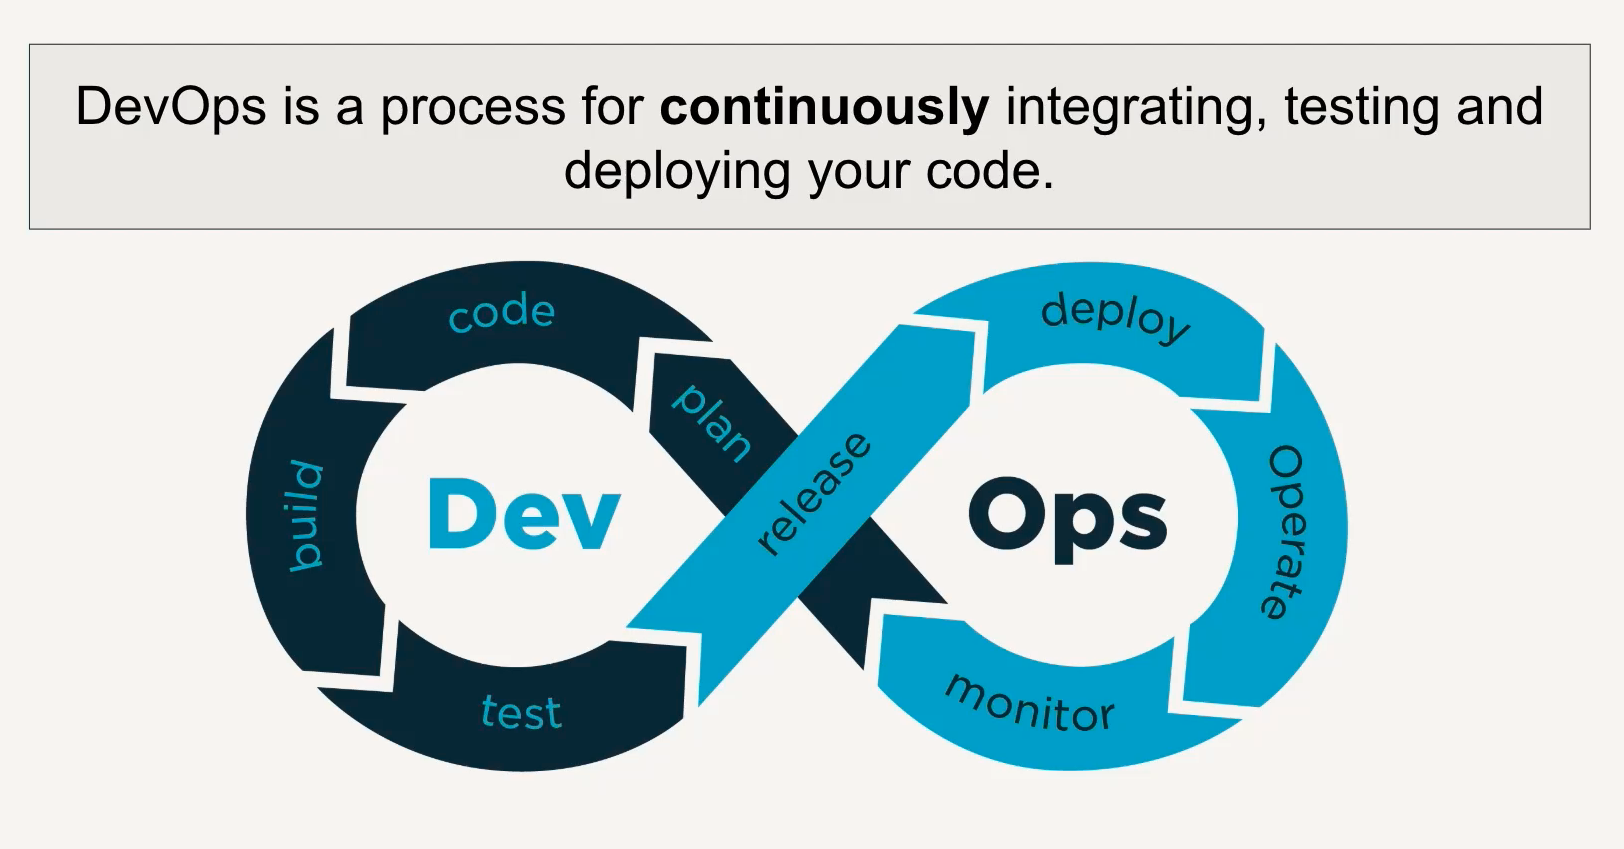 DevOps is a process for continuously integrating, testing and
deploying your code.
code
deploy
plan
release
build
Dev
Ops
Operate
test
monitor